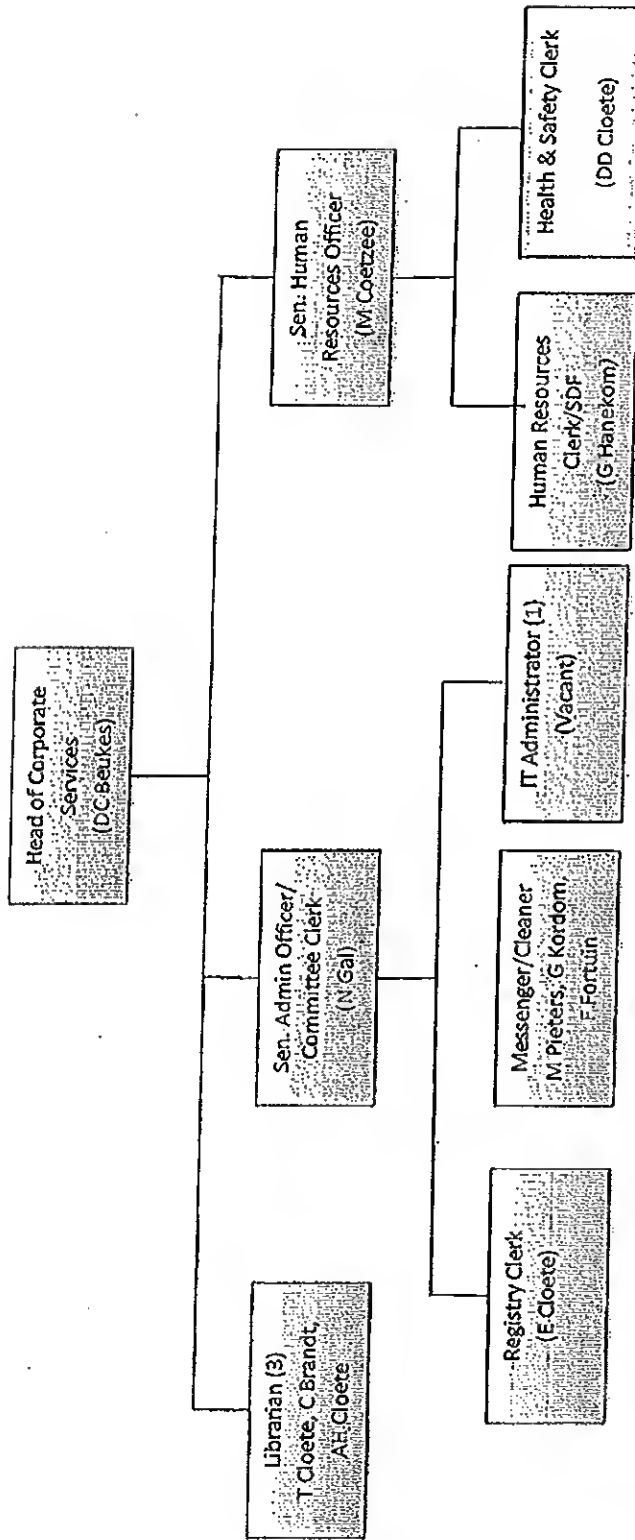 Head of Corporate
Services
(DC Beukes)
Librarian (3)
T Cloete, C Brandt,
AH Cloete
Sen. Admin Officer/
Committee Clerk
(N Gal)
Sen. Human
Resources Officer
(M Coetzee)
Registry Clerk
(E Cloete)
Messenger/Cleaner
M Pieters, G Kordom,
F Fortuin
IT Administrator (1)
(Vacant)
Human Resources
Clerk/SDF
(G Hanekom)
Health & Safety Clerk
(DD Cloete)